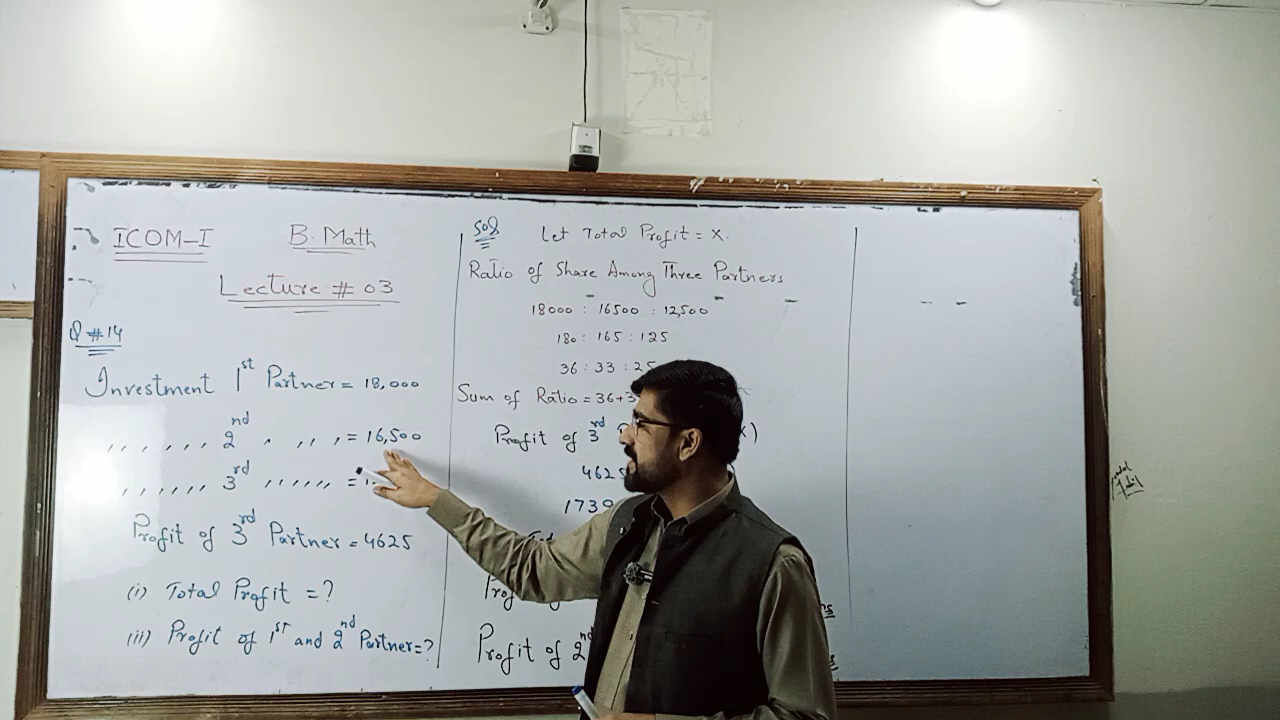 ICOM-I B. Math
Lecture # 03
Q #14
Investment 1st Partner = 18,000
,, ,, ,, 2nd , ,, , = 16,500
,, ,, ,, 3rd ,, ,, ,, =
Profit of 3rd Partner = 4625
(i) Total Profit = ?
(ii) Profit of 1st and 2nd Partner = ?
Sol
Let Total Profit = X.
Ratio of Share Among Three Partners
18000 : 16500 : 12,500
180 : 165 : 125
36 : 33 : 25
Sum of Ratio = 36+3
Profit of 3rd X)
462
1739
Profit of 2nd